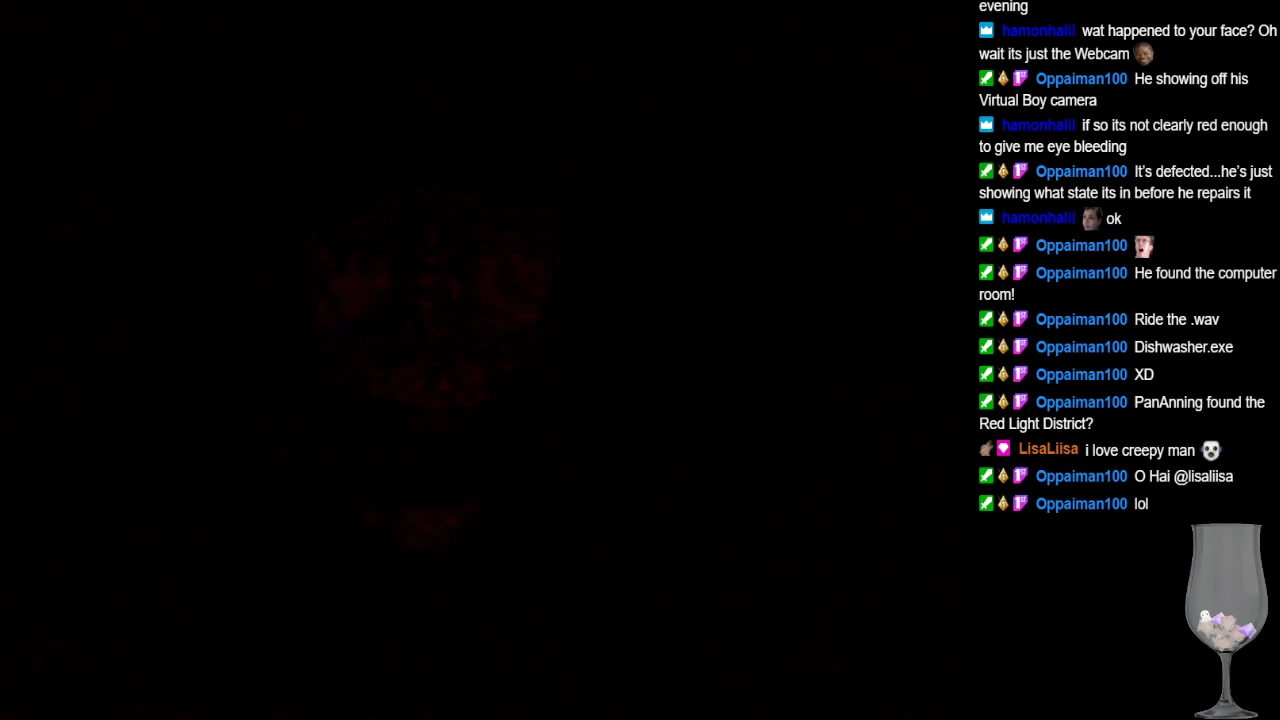 evening
hamonhalil wat happened to your face? Oh
wait its just the Webcam
Oppaiman100 He showing off his
Virtual Boy camera
hamonhalil if so its not clearly red enough
to give me eye bleeding
Oppaiman100 It's defected...he's just
showing what state its in before he repairs it
hamonhalil ok
Oppaiman100
Oppaiman100 He found the computer
room!
Oppaiman100 Ride the .wav
Oppaiman100 Dishwasher.exe
Oppaiman100 XD
Oppaiman100 PanAnning found the
Red Light District?
LisaLiisa i love creepy man
Oppaiman100 O Hai @lisaliisa
Oppaiman100 lol